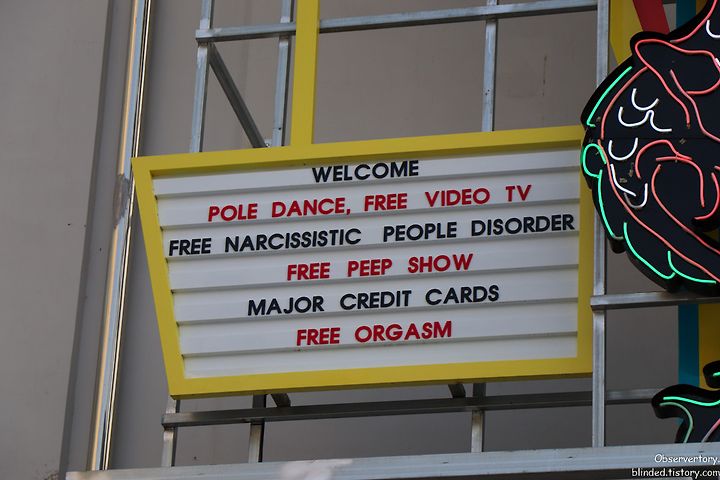 WELCOME
POLE DANCE, FREE VIDEO TV
FREE NARCISSISTIC PEOPLE DISORDER
FREE PEEP SHOW
MAJOR CREDIT CARDS
FREE ORGASM
Observertory.
blinded.tistory.com